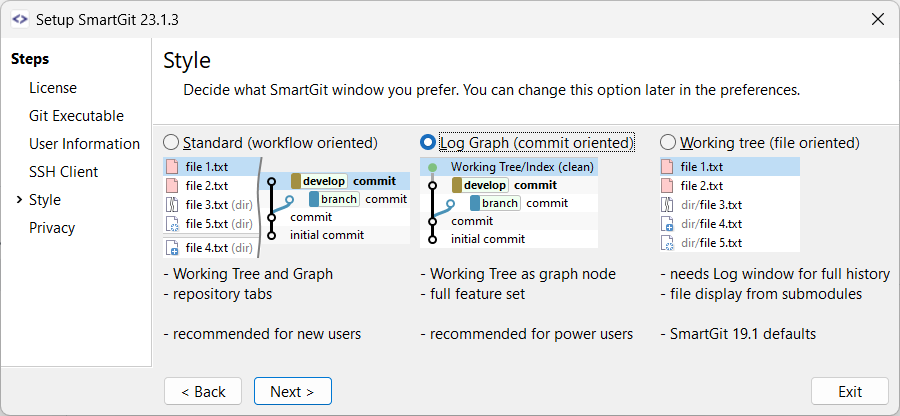 Setup SmartGit 23.1.3
Steps
License
Git Executable
User Information
SSH Client
Style
Privacy
Style
Decide what SmartGit window you prefer. You can change this option later in the preferences.
Standard (workflow oriented)
file 1.txt
file 2.txt
file 3.txt (dir)
file 5.txt (dir)
file 4.txt (dir)
develop commit
branch commit
commit
initial commit
- Working Tree and Graph
- repository tabs
- recommended for new users
Log Graph (commit oriented)
Working Tree/Index (clean)
develop commit
branch commit
commit
initial commit
- Working Tree as graph node
- full feature set
- recommended for power users
Working tree (file oriented)
file 1.txt
file 2.txt
dir/file 3.txt
dir/file 5.txt
dir/file 4.txt
- needs Log window for full history
- file display from submodules
- SmartGit 19.1 defaults
< Back
Next >
Exit